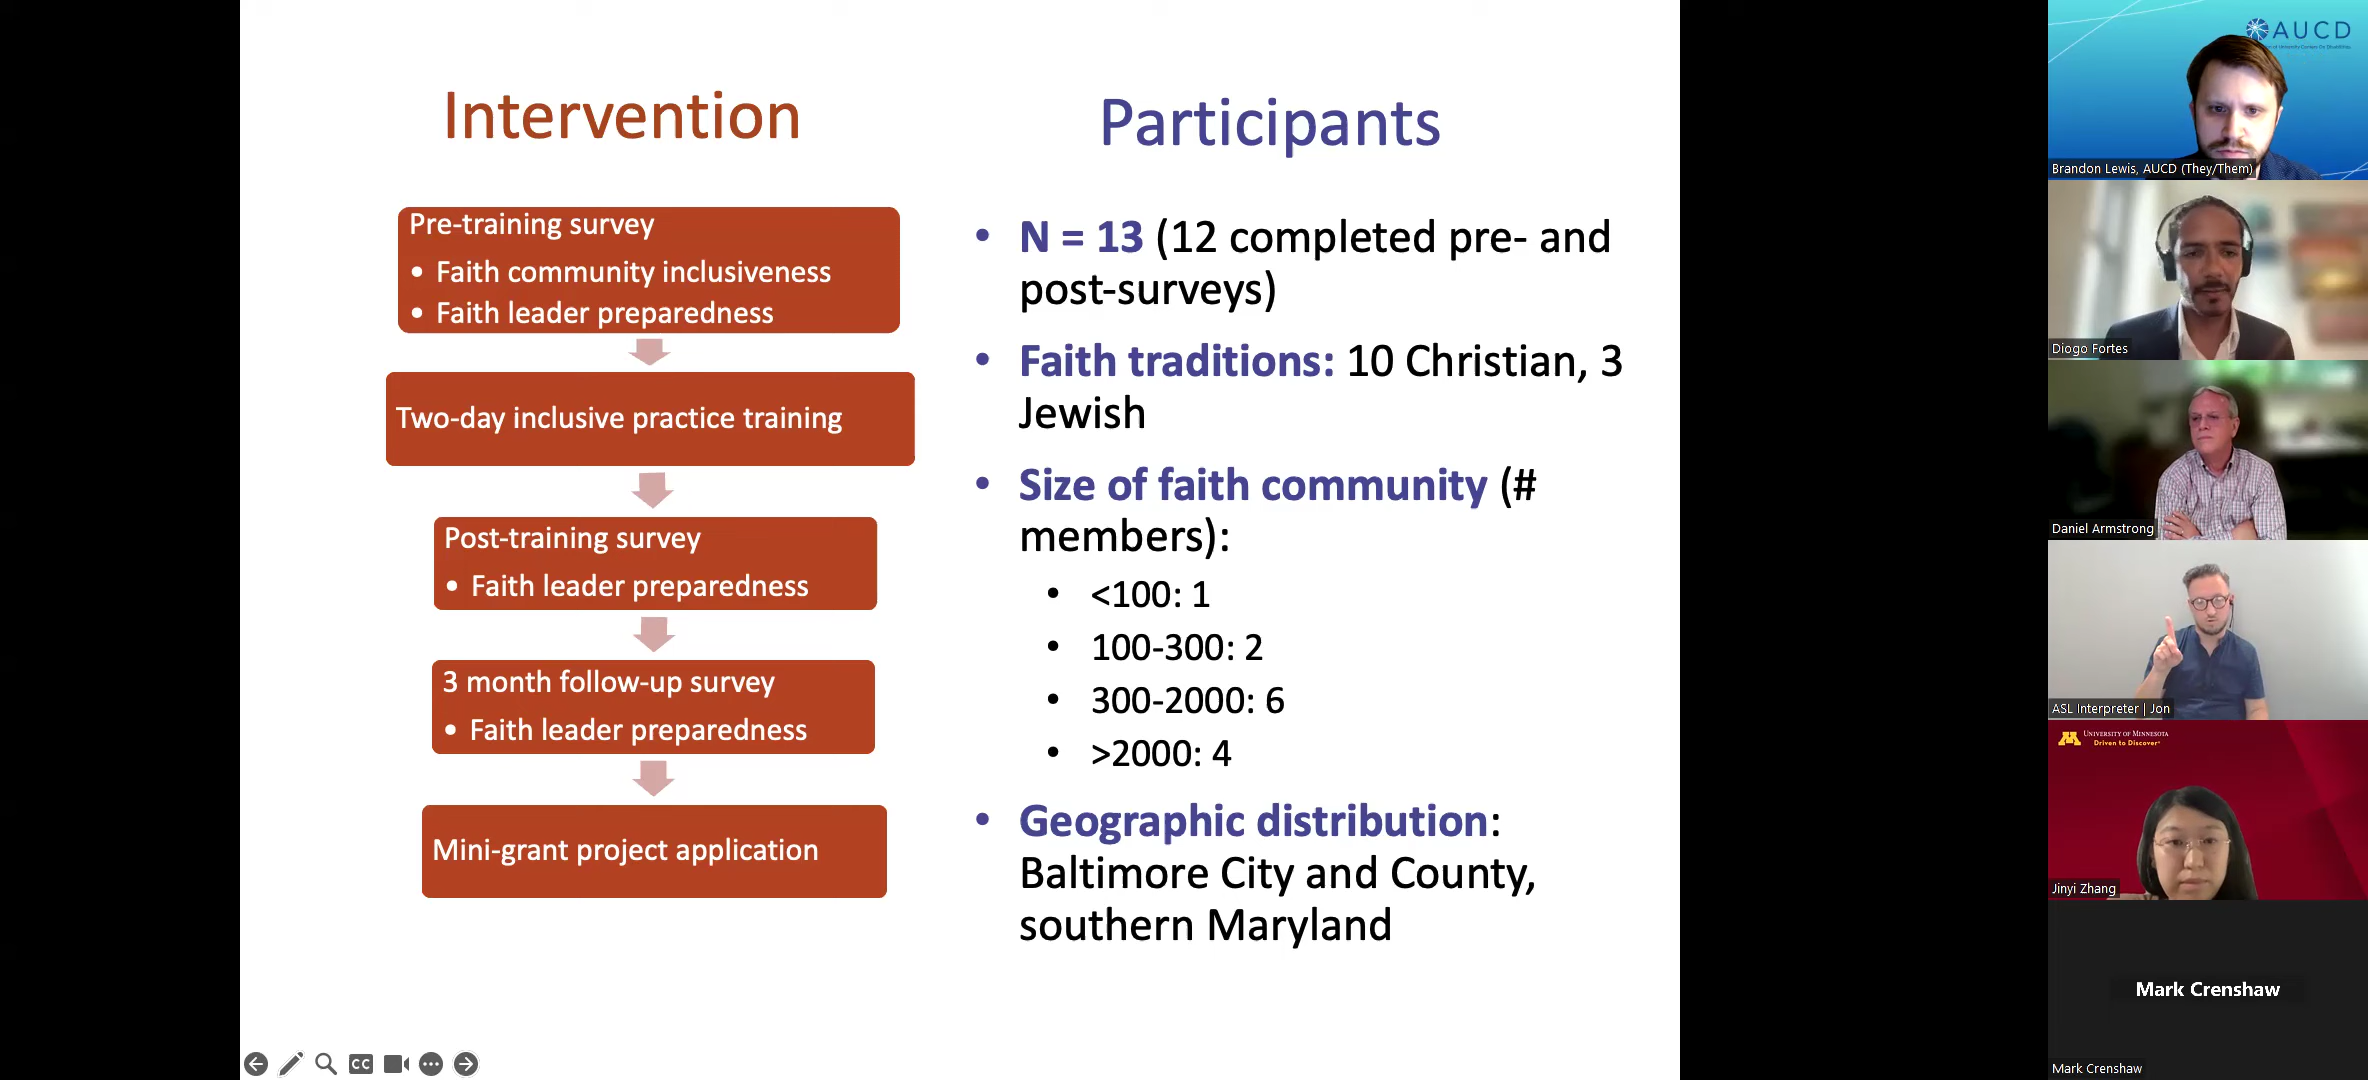 Intervention
Pre-training survey
• Faith community inclusiveness
• Faith leader preparedness
Two-day inclusive practice training
Post-training survey
• Faith leader preparedness
3 month follow-up survey
• Faith leader preparedness
Mini-grant project application
Participants
• N = 13 (12 completed pre- and
post-surveys)
• Faith traditions: 10 Christian, 3
Jewish
• Size of faith community (#
members):
• <100: 1
• 100-300: 2
• 300-2000: 6
• >2000: 4
• Geographic distribution:
Baltimore City and County,
southern Maryland
CC
AUCD
Brandon Lewis, AUCD (They/Them)
Diogo Fortes
Daniel Armstrong
ASL Interpreter | Jon
UNIVERSITY OF MINNESOTA
Driven to Discover
Jinyi Zhang
Mark Crenshaw
Mark Crenshaw